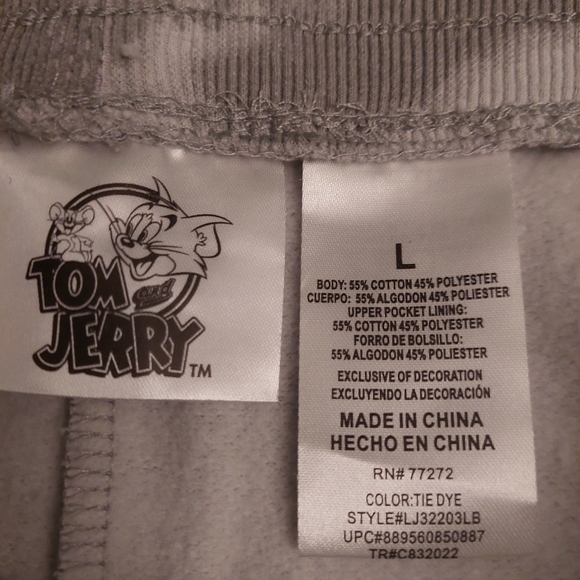 TOM
and
JERRY™
L
BODY: 55% COTTON 45% POLYESTER
CUERPO: 55% ALGODON 45% POLIESTER
UPPER POCKET LINING:
55% COTTON 45% POLYESTER
FORRO DE BOLSILLO:
55% ALGODON 45% POLIESTER
EXCLUSIVE OF DECORATION
EXCLUYENDO LA DECORACIÓN
MADE IN CHINA
HECHO EN CHINA
RN# 77272
COLOR:TIE DYE
STYLE#LJ32203LB
UPC#889560850887
TR#C832022